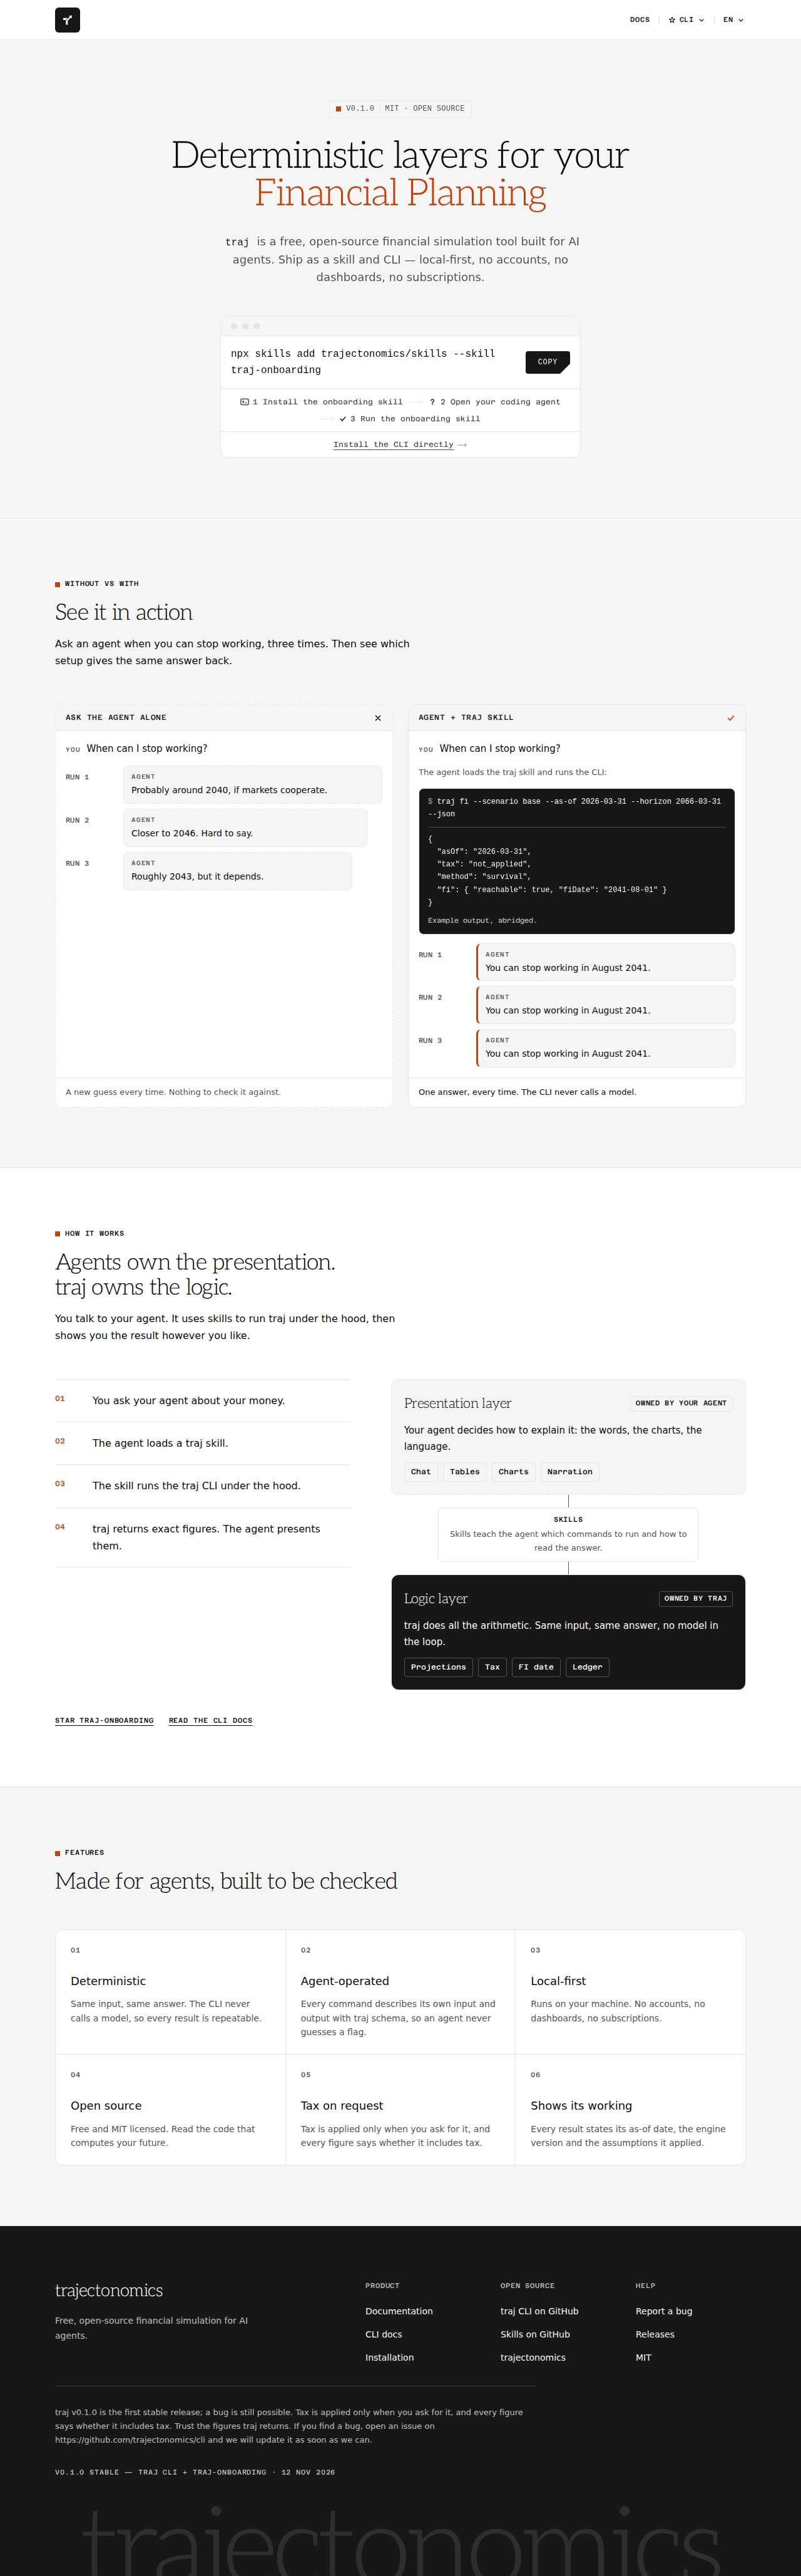 DOCS
CLI
EN
V0.1.0
MIT · OPEN SOURCE
Deterministic layers for your
Financial Planning
traj is a free, open-source financial simulation tool built for AI
agents. Ship as a skill and CLI — local-first, no accounts, no
dashboards, no subscriptions.
npx skills add trajectonomics/skills --skill
traj-onboarding
COPY
1 Install the onboarding skill
? 2 Open your coding agent
3 Run the onboarding skill
Install the CLI directly
WITHOUT VS WITH
See it in action
Ask an agent when you can stop working, three times. Then see which
setup gives the same answer back.
ASK THE AGENT ALONE
YOU When can I stop working?
RUN 1
AGENT
Probably around 2040, if markets cooperate.
RUN 2
AGENT
Closer to 2046. Hard to say.
RUN 3
AGENT
Roughly 2043, but it depends.
A new guess every time. Nothing to check it against.
AGENT + TRAJ SKILL
YOU When can I stop working?
The agent loads the traj skill and runs the CLI:
$ traj fi --scenario base --as-of 2026-03-31 --horizon 2066-03-31
--json
{
"asOf": "2026-03-31",
"tax": "not_applied",
"method": "survival",
"fi": { "reachable": true, "fiDate": "2041-08-01" }
}
Example output, abridged.
RUN 1
AGENT
You can stop working in August 2041.
RUN 2
AGENT
You can stop working in August 2041.
RUN 3
AGENT
You can stop working in August 2041.
One answer, every time. The CLI never calls a model.
HOW IT WORKS
Agents own the presentation.
traj owns the logic.
You talk to your agent. It uses skills to run traj under the hood, then
shows you the result however you like.
01 You ask your agent about your money.
02 The agent loads a traj skill.
03 The skill runs the traj CLI under the hood.
04 traj returns exact figures. The agent presents
them.
Presentation layer
OWNED BY YOUR AGENT
Your agent decides how to explain it: the words, the charts, the
language.
Chat
Tables
Charts
Narration
SKILLS
Skills teach the agent which commands to run and how to
read the answer.
Logic layer
OWNED BY TRAJ
traj does all the arithmetic. Same input, same answer, no model in
the loop.
Projections
Tax
FI date
Ledger
STAR TRAJ-ONBOARDING
READ THE CLI DOCS
FEATURES
Made for agents, built to be checked
01
Deterministic
Same input, same answer. The CLI never
calls a model, so every result is repeatable.
02
Agent-operated
Every command describes its own input and
output with traj schema, so an agent never
guesses a flag.
03
Local-first
Runs on your machine. No accounts, no
dashboards, no subscriptions.
04
Open source
Free and MIT licensed. Read the code that
computes your future.
05
Tax on request
Tax is applied only when you ask for it, and
every figure says whether it includes tax.
06
Shows its working
Every result states its as-of date, the engine
version and the assumptions it applied.
trajectonomics
Free, open-source financial simulation for AI
agents.
PRODUCT
Documentation
CLI docs
Installation
OPEN SOURCE
traj CLI on GitHub
Skills on GitHub
trajectonomics
HELP
Report a bug
Releases
MIT
traj v0.1.0 is the first stable release; a bug is still possible. Tax is applied only when you ask for it, and every figure
says whether it includes tax. Trust the figures traj returns. If you find a bug, open an issue on
https://github.com/trajectonomics/cli and we will update it as soon as we can.
V0.1.0 STABLE — TRAJ CLI + TRAJ-ONBOARDING · 12 NOV 2026
trajectonomics